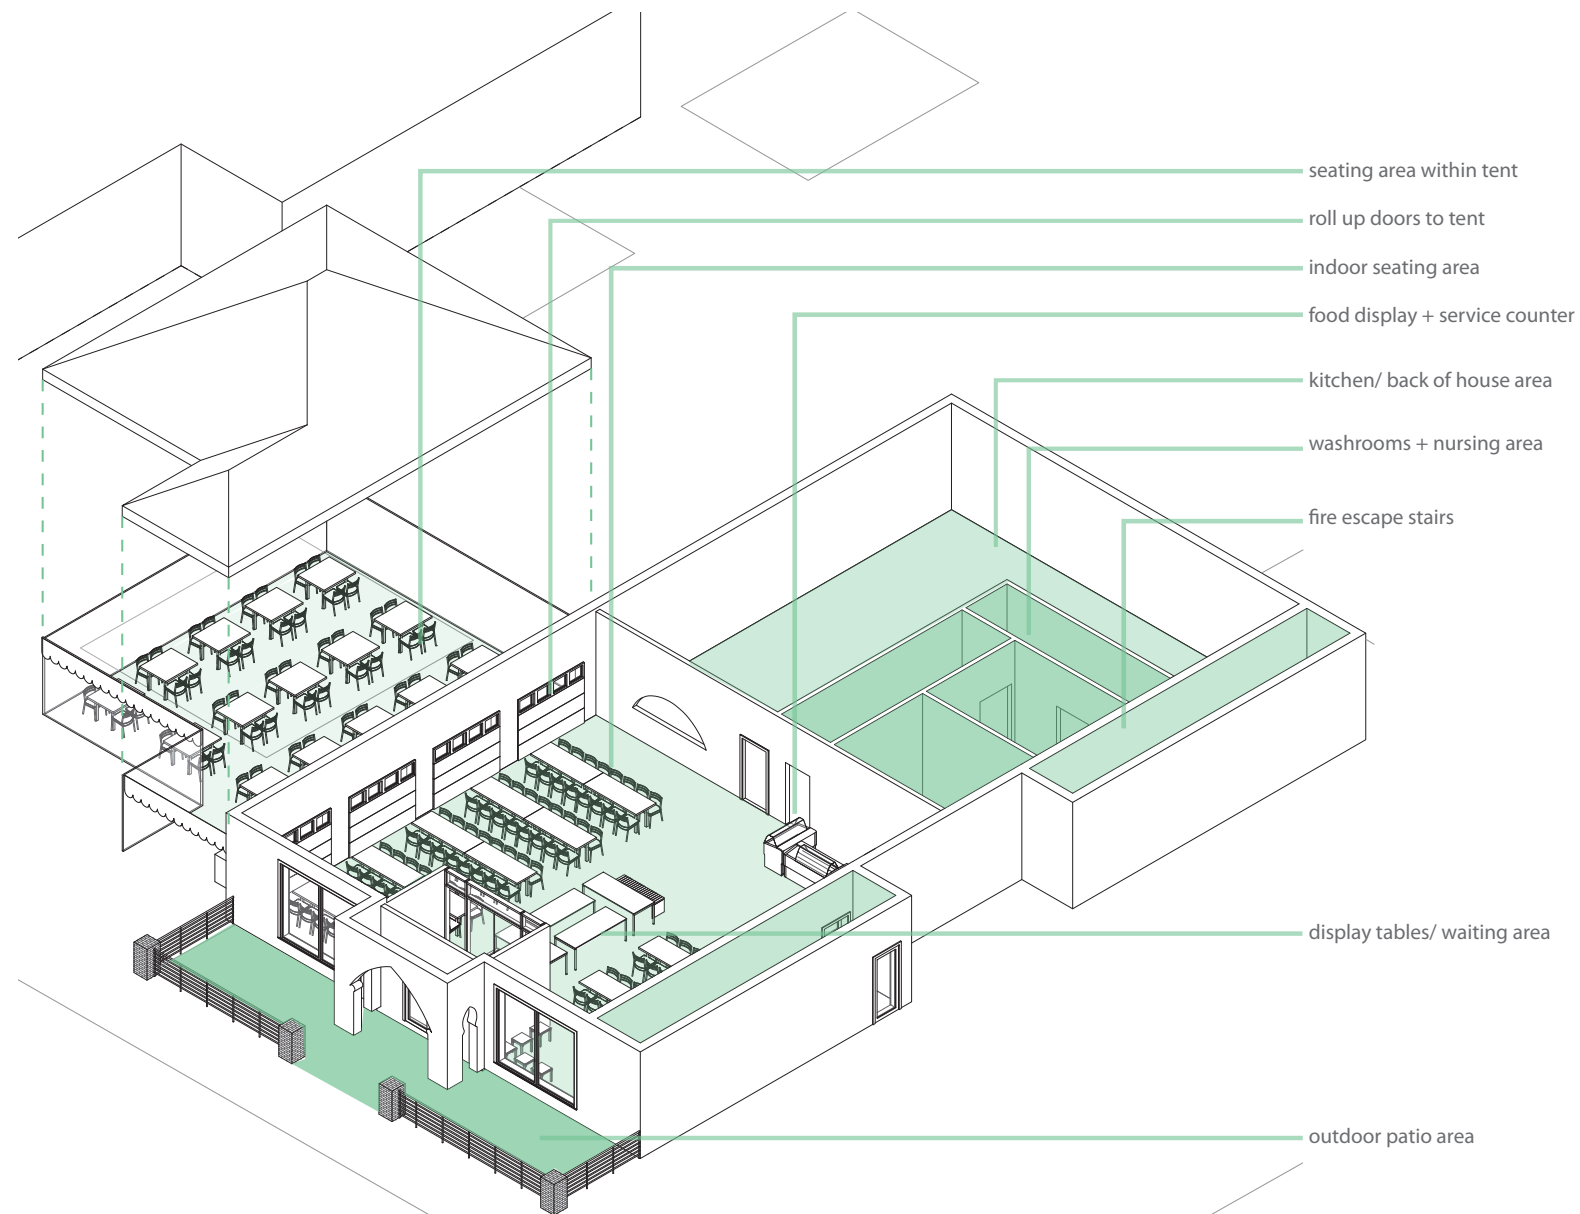 seating area within tent
roll up doors to tent
indoor seating area
food display + service counter
kitchen/ back of house area
washrooms + nursing area
fire escape stairs
display tables/ waiting area
outdoor patio area